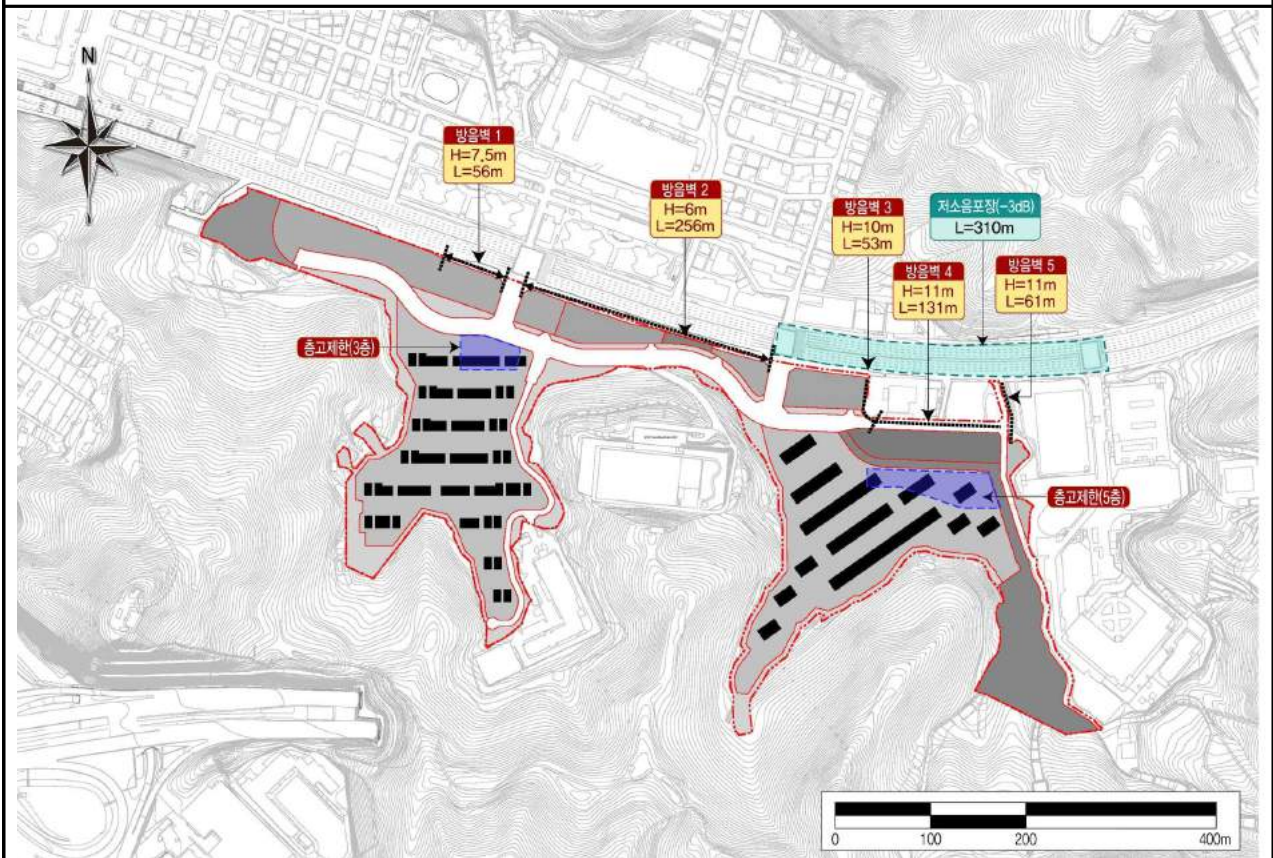 N
방음벽 1
H=7.5m
L=56m
방음벽 2
H=6m
L=256m
방음벽 3
H=10m
L=53m
저소음포장(-3dB)
L=310m
방음벽 4
H=11m
L=131m
방음벽 5
H=11m
L=61m
층고제한(3층)
층고제한(5층)
0 100 200 400m